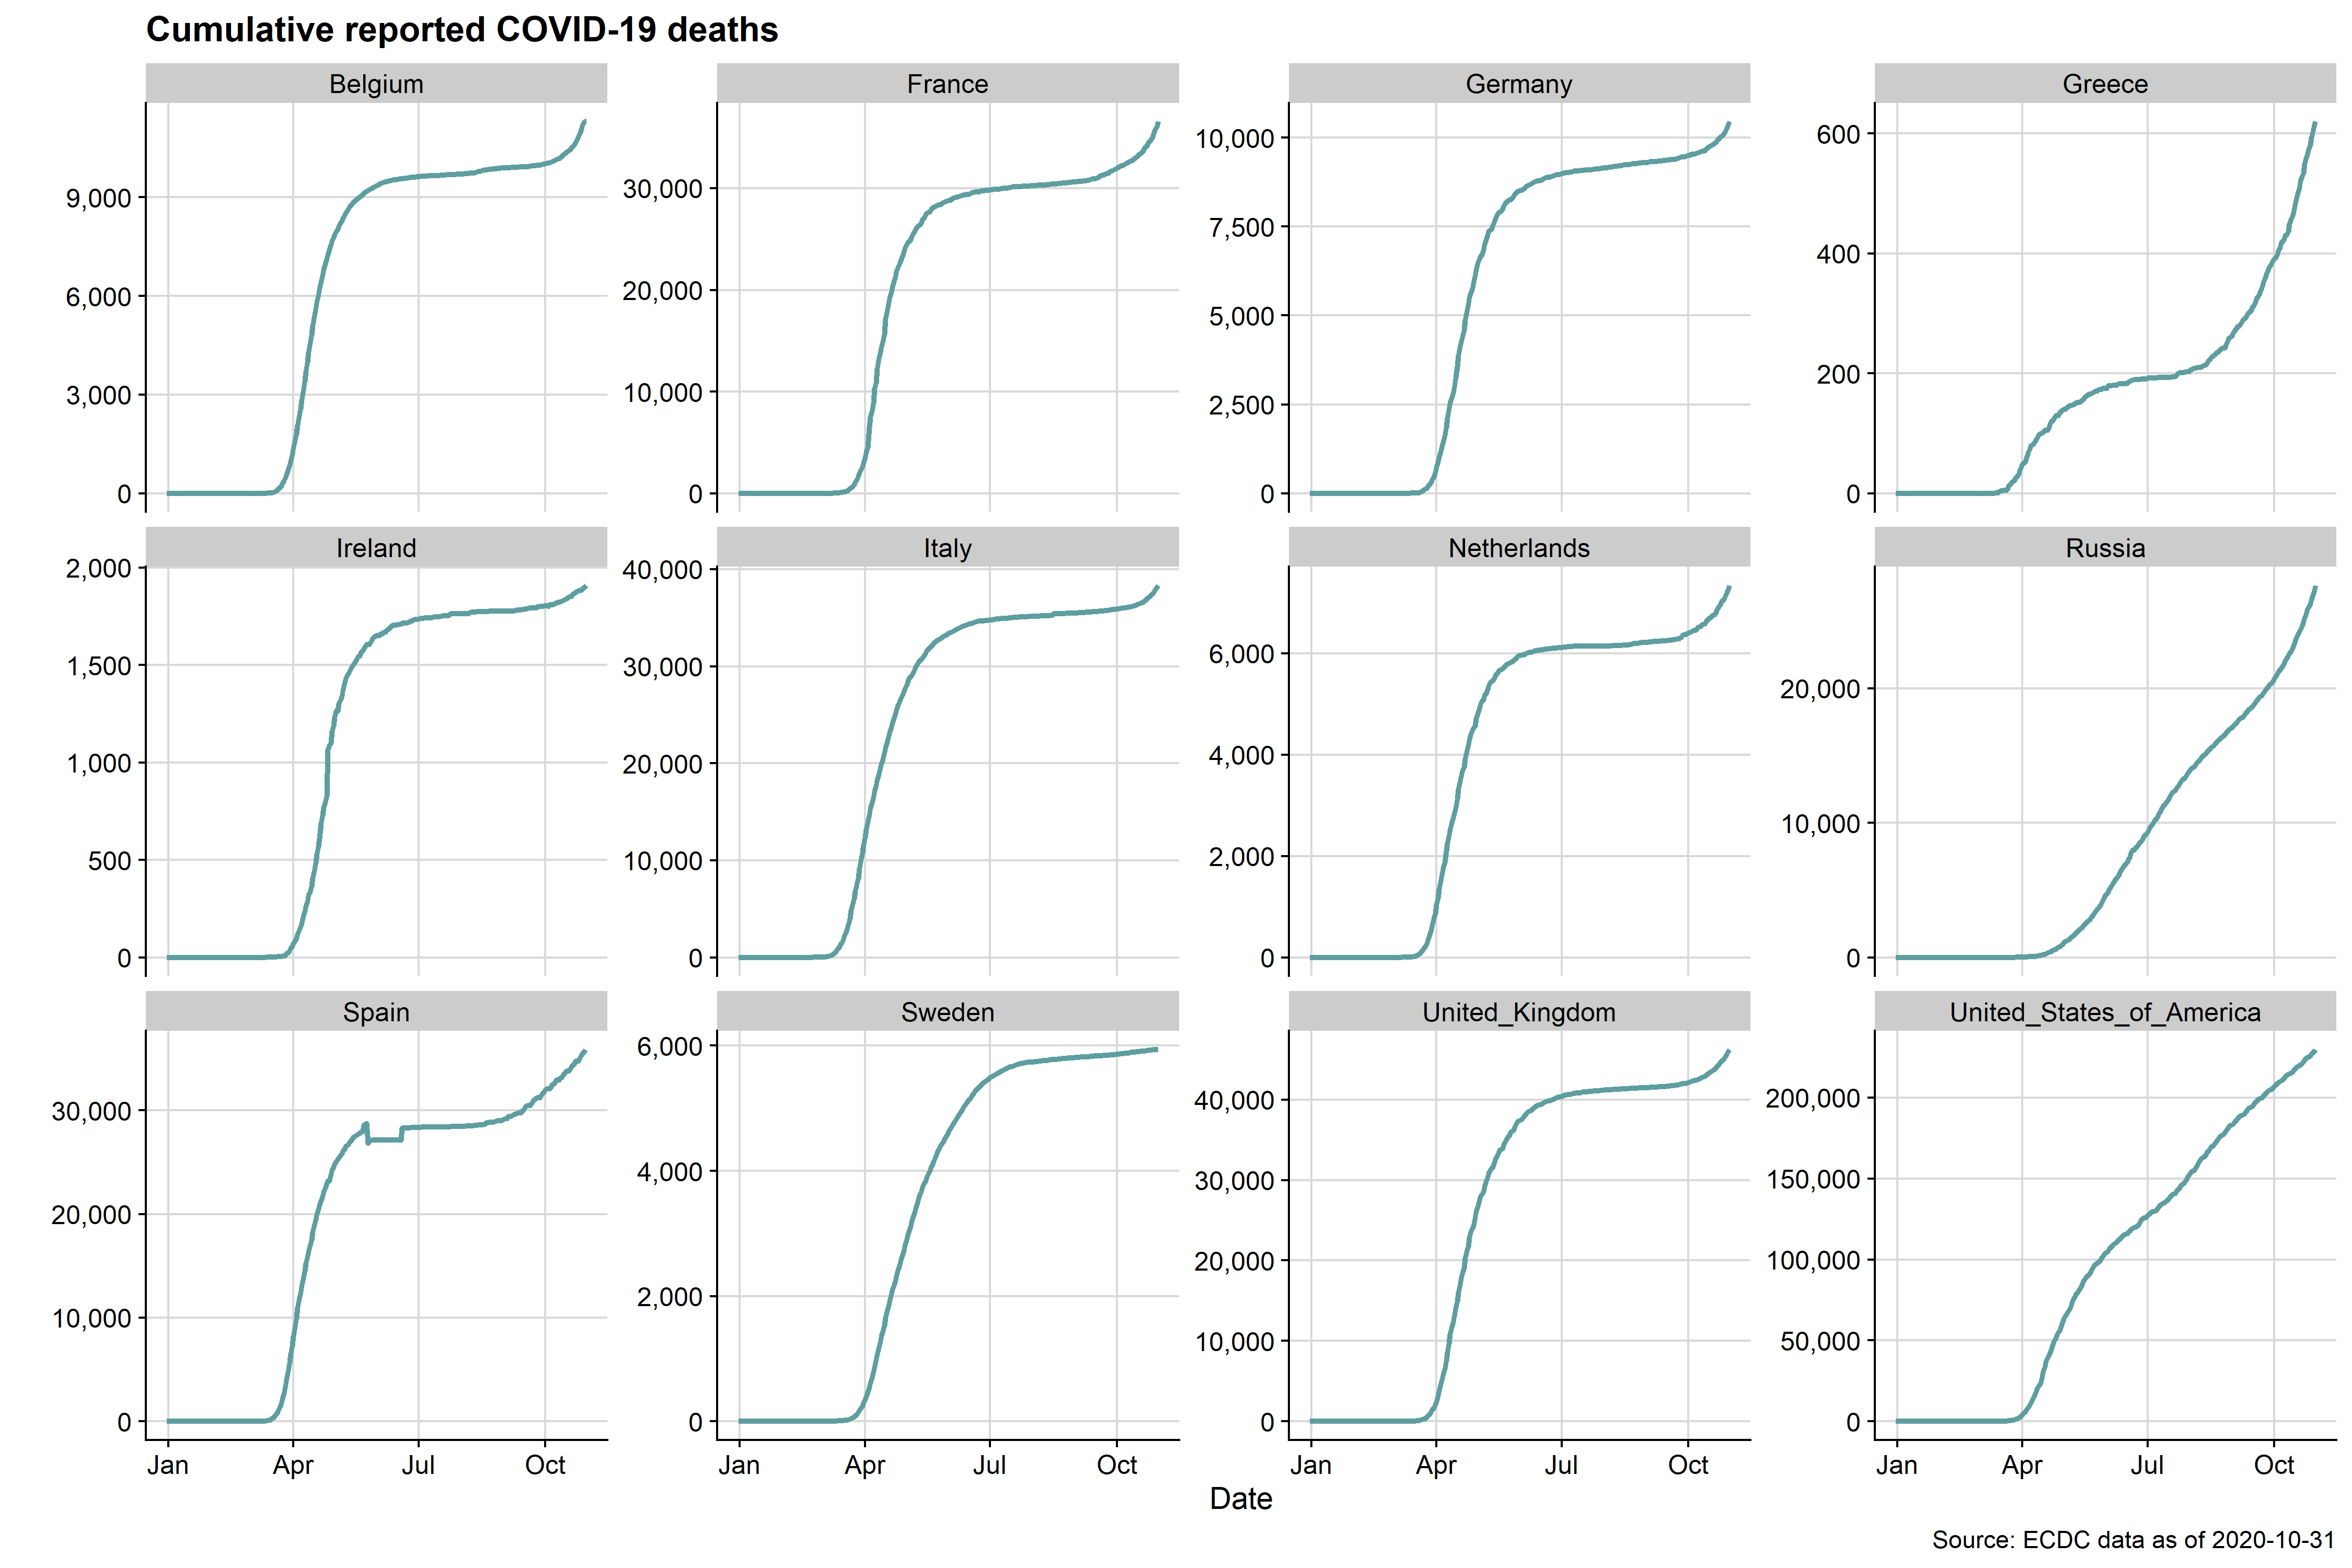 Cumulative reported COVID-19 deaths
Belgium
France
Germany
Greece
9,000
6,000
3,000
0
30,000
20,000
10,000
0
10,000
7,500
5,000
2,500
0
600
400
200
0
Ireland
Italy
Netherlands
Russia
2,000
1,500
1,000
500
0
40,000
30,000
20,000
10,000
0
6,000
4,000
2,000
0
20,000
10,000
0
Spain
Sweden
United_Kingdom
United_States_of_America
30,000
20,000
10,000
0
6,000
4,000
2,000
0
40,000
30,000
20,000
10,000
0
200,000
150,000
100,000
50,000
0
Jan Apr Jul Oct
Jan Apr Jul Oct
Jan Apr Jul Oct
Jan Apr Jul Oct
Date
Source: ECDC data as of 2020-10-31